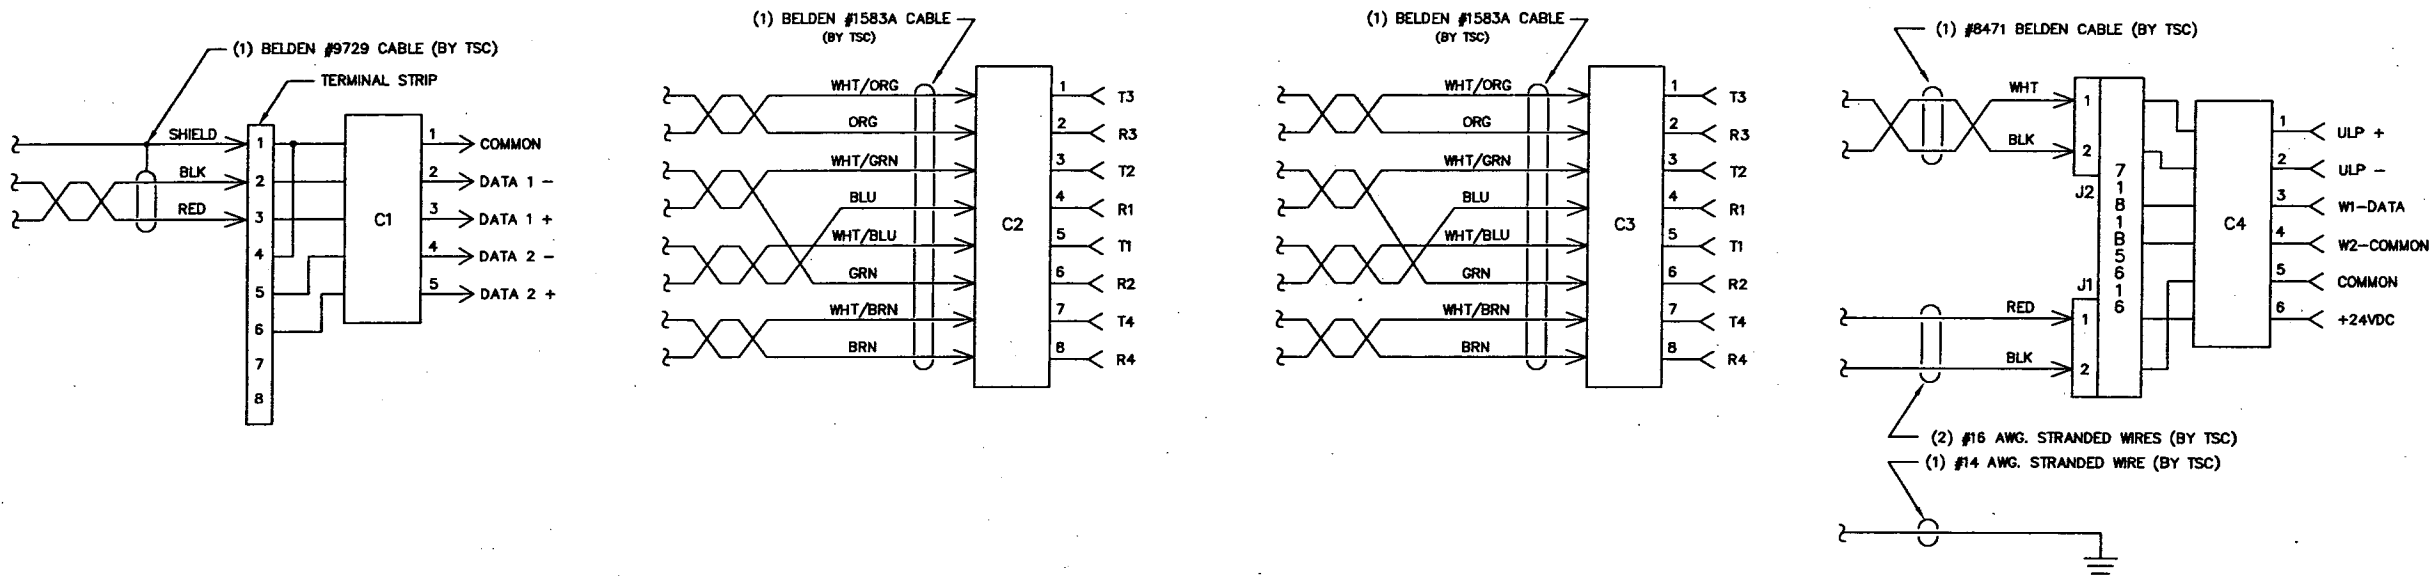 (1) BELDEN #9729 CABLE (BY TSC)
TERMINAL STRIP
SHIELD
BLK
RED
1
2
3
4
5
6
7
8
C1
1
COMMON
2
DATA 1 -
3
DATA 1 +
4
DATA 2 -
5
DATA 2 +
(1) BELDEN #1583A CABLE
(BY TSC)
WHT/ORG
ORG
WHT/GRN
BLU
WHT/BLU
GRN
WHT/BRN
BRN
C2
1
T3
2
R3
3
T2
4
R1
5
T1
6
R2
7
T4
8
R4
(1) BELDEN #1583A CABLE
(BY TSC)
WHT/ORG
ORG
WHT/GRN
BLU
WHT/BLU
GRN
WHT/BRN
BRN
C3
1
T3
2
R3
3
T2
4
R1
5
T1
6
R2
7
T4
8
R4
(1) #8471 BELDEN CABLE (BY TSC)
WHT
BLK
1
2
J2
J1
RED
BLK
1
2
71B1B5616
C4
1
ULP +
2
ULP -
3
W1-DATA
4
W2-COMMON
5
COMMON
6
+24VDC
(2) #16 AWG. STRANDED WIRES (BY TSC)
(1) #14 AWG. STRANDED WIRE (BY TSC)